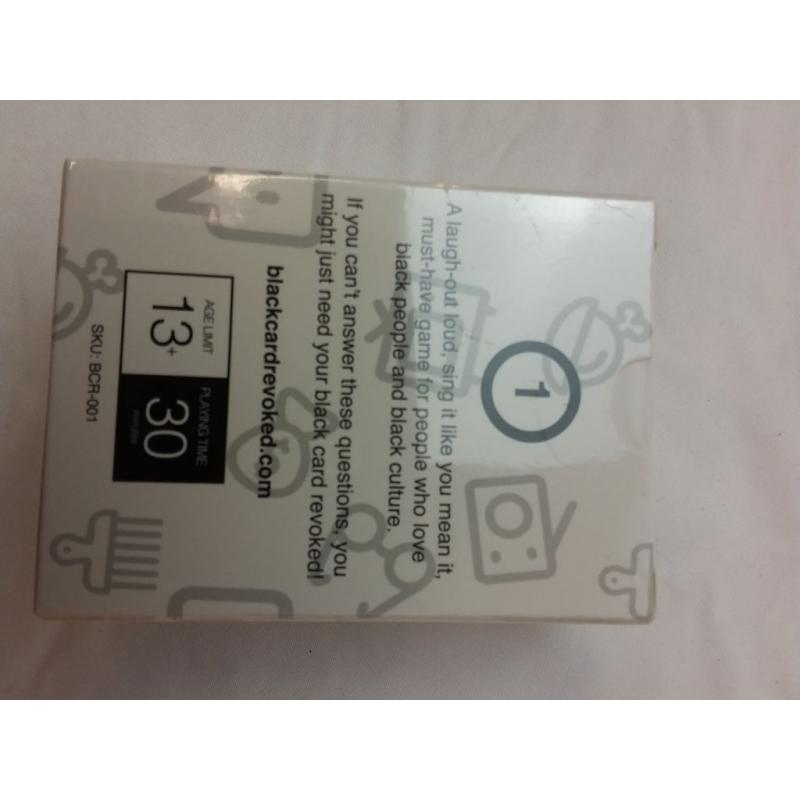 1
A laugh-out loud, sing it like you mean it,
must-have game for people who love
black people and black culture.
If you can't answer these questions, you
might just need your black card revoked!
blackcardrevoked.com
AGE LIMIT
13+
PLAYING TIME
30
minutes
SKU: BCR-001